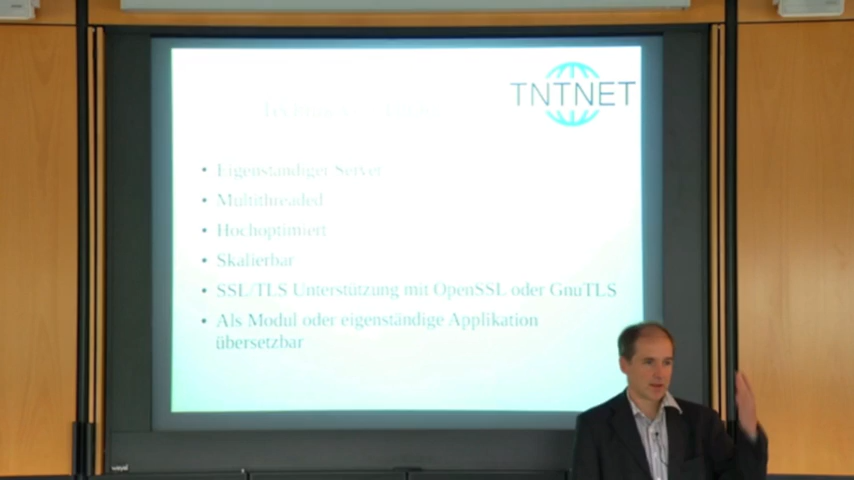 TNTNET
• Eigenständiger Server
• Multithreaded
• Hochoptimiert
• Skalierbar
• SSL/TLS Unterstützung mit OpenSSL oder GnuTLS
• Als Modul oder eigenständige Applikation
übersetzbar